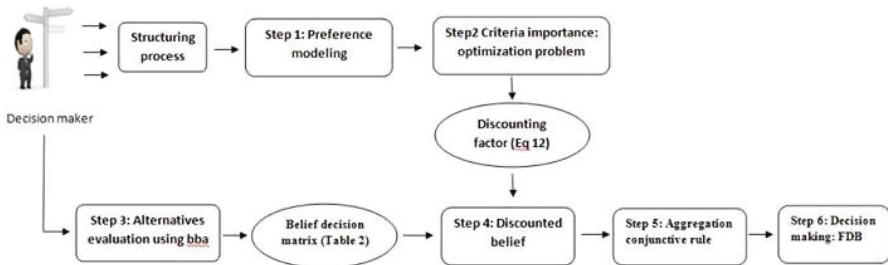 Structuring
process
Step 1: Preference
modeling
Step2 Criteria importance:
optimization problem
Decision maker
Discounting
factor (Eq 12)
Step 3: Alternatives
evaluation using bba
Belief decision
matrix (Table 2)
Step 4: Discounted
belief
Step 5: Aggregation
conjunctive rule
Step 6: Decision
making: FDB